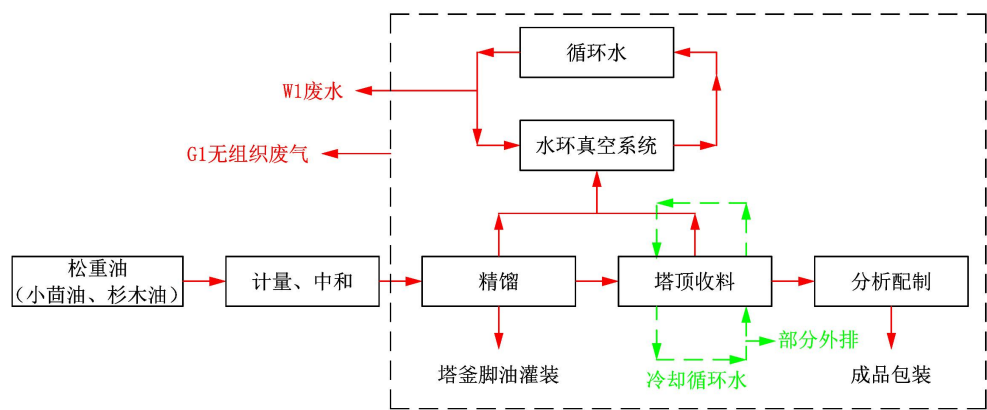 循环水
W1废水
水环真空系统
G1无组织废气
松重油
（小茴油、杉木油）
计量、中和
精馏
塔顶收料
分析配制
部分外排
塔釜脚油灌装
冷却循环水
成品包装